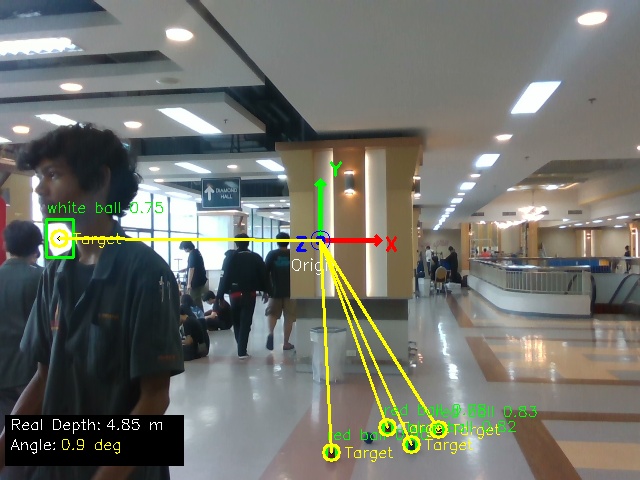 DIAMOND
HALL
Y
white ball 0.75
Target
Z
X
Origin
0.83
Target
Target
Target
Real Depth: 4.85 m
Angle: 0.9 deg